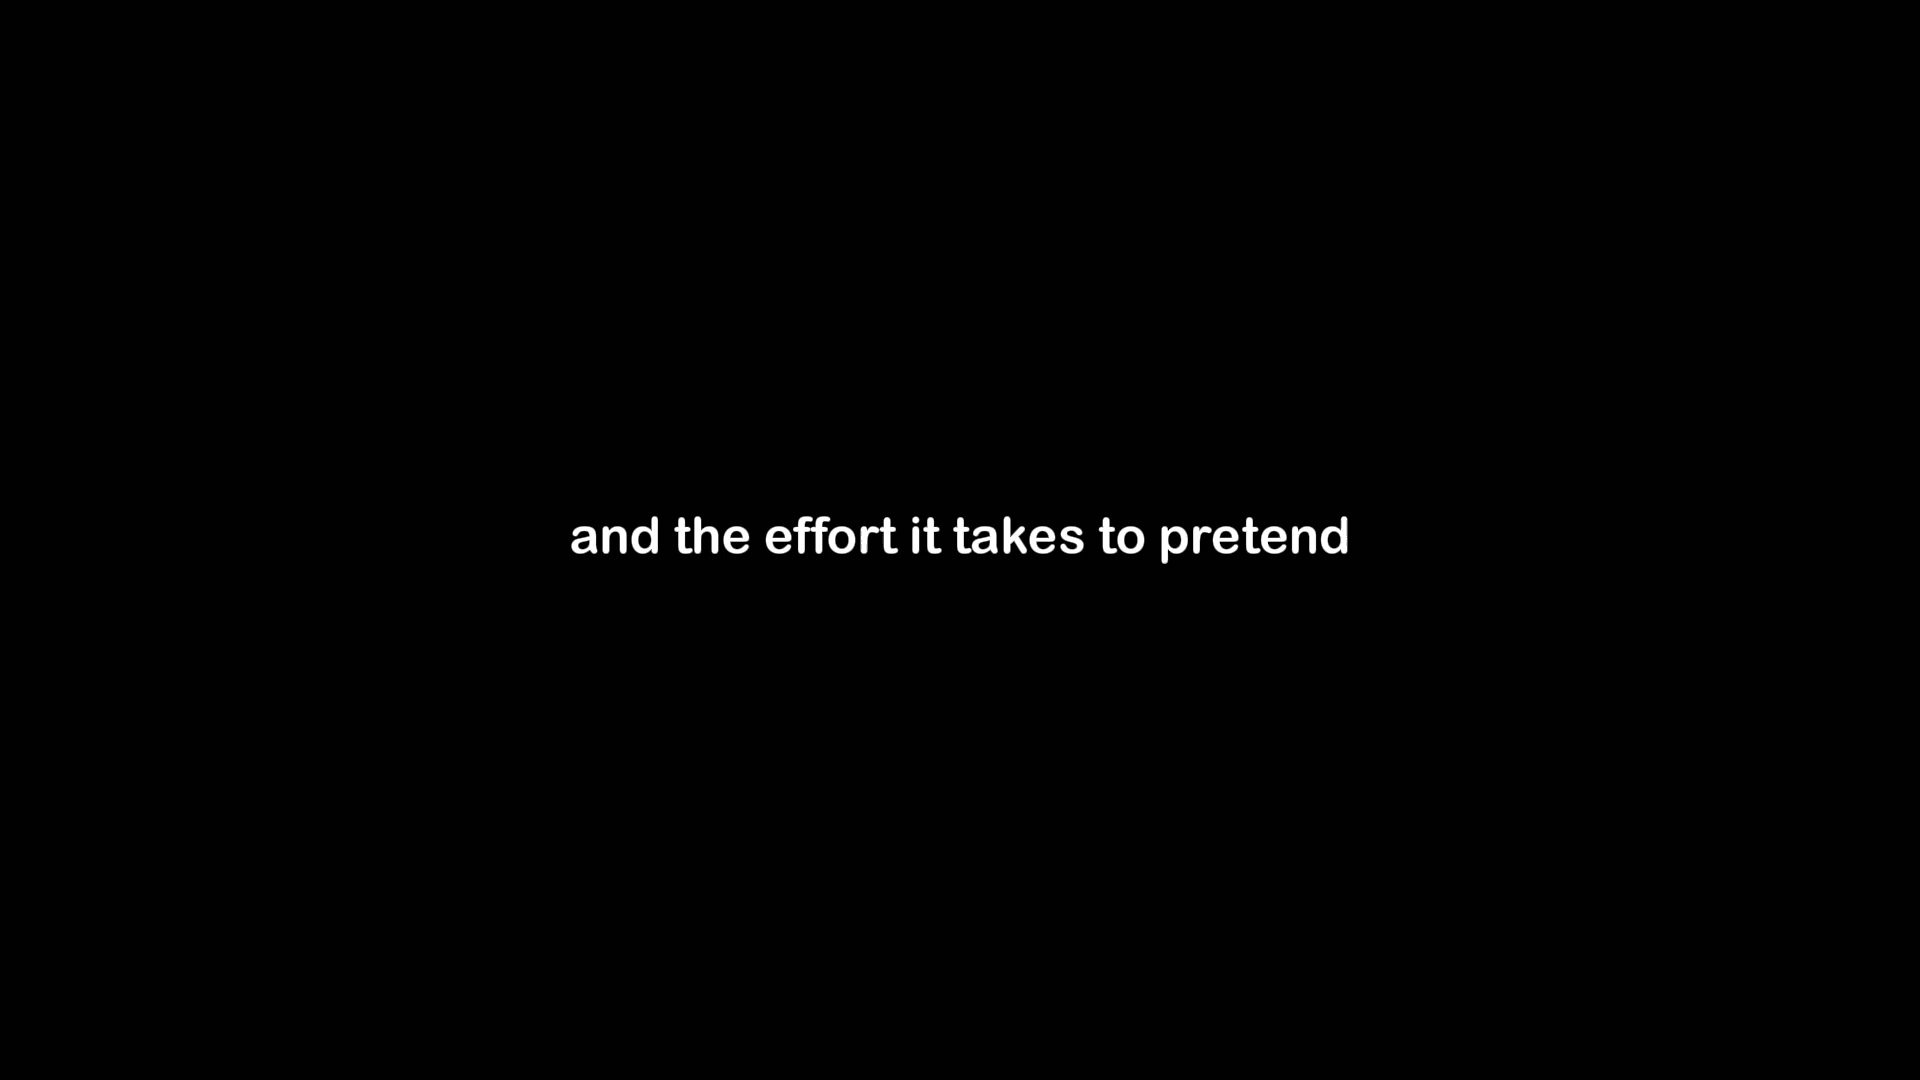 and the effort it takes to pretend